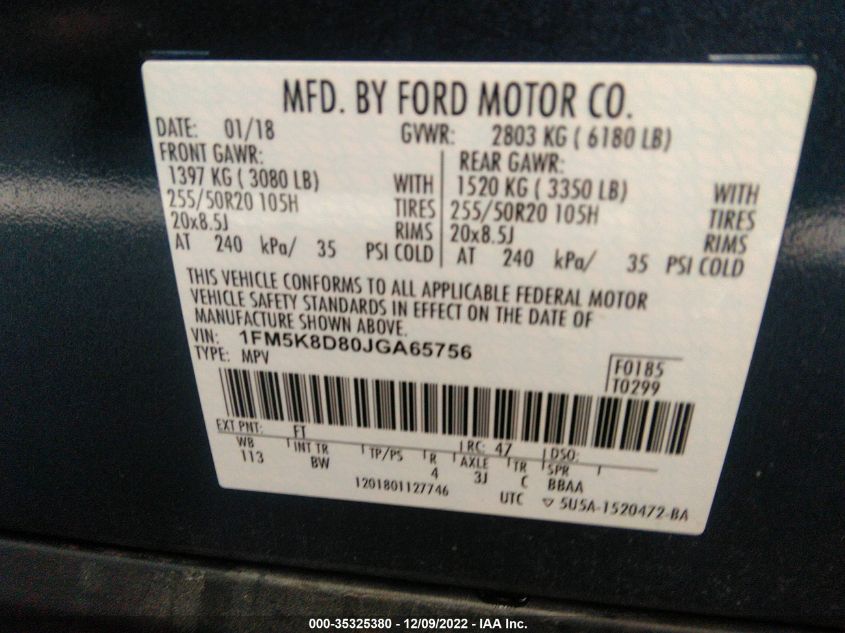 MFD. BY FORD MOTOR CO.
DATE: 01/18 GVWR: 2803 KG ( 6180 LB)
FRONT GAWR: REAR GAWR:
1397 KG ( 3080 LB) WITH 1520 KG ( 3350 LB) WITH
255/50R20 105H TIRES 255/50R20 105H TIRES
20x8.5J RIMS 20x8.5J RIMS
AT 240 kPa/ 35 PSI COLD AT 240 kPa/ 35 PSI COLD
THIS VEHICLE CONFORMS TO ALL APPLICABLE FEDERAL MOTOR
VEHICLE SAFETY STANDARDS IN EFFECT ON THE DATE OF
MANUFACTURE SHOWN ABOVE.
VIN: 1FM5K8D80JGA65756
TYPE: MPV
F0185
T0299
EXT PNT: FT RC: 47 DSO:
WB INT TR TP/PS R AXLE TR SPR
113 BW 4 3J C BBAA
1201801127746 UTC ▽ 5U5A-1520472-BA
000-35325380 - 12/09/2022 - IAA Inc.